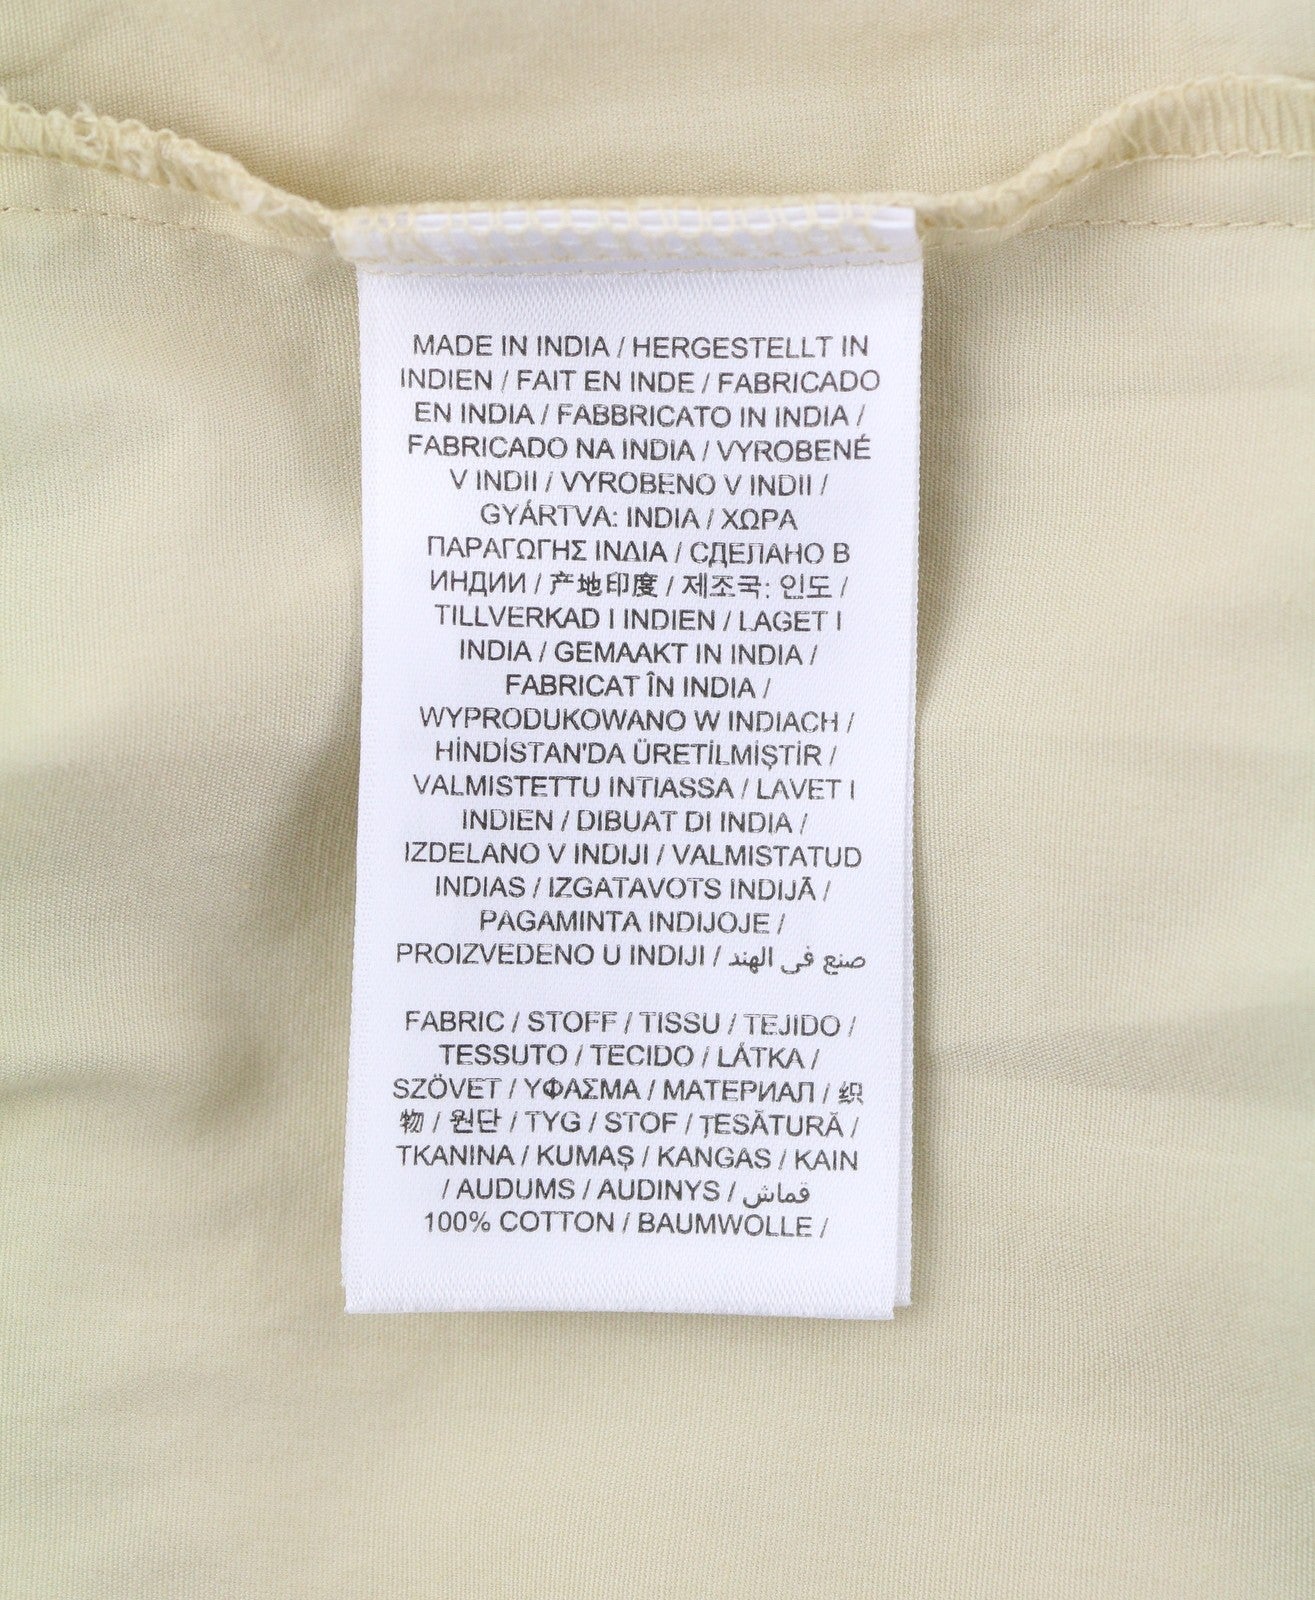 MADE IN INDIA / HERGESTELLT IN
INDIEN / FAIT EN INDE / FABRICADO
EN INDIA / FABBRICATO IN INDIA /
FABRICADO NA INDIA / VYROBENÉ
V INDII / VYROBENO V INDII /
GYÁRTVA: INDIA / ΧΩΡΑ
ΠΑΡΑΓΩΓΗΣ ΙΝΔΙΑ / СДЕЛАНО В
ИНДИИ / 产地印度 / 제조국: 인도 /
TILLVERKAD I INDIEN / LAGET I
INDIA / GEMAAKT IN INDIA /
FABRICAT ÎN INDIA /
WYPRODUKOWANO W INDIACH /
HİNDİSTAN'DA ÜRETİLMİŞTİR /
VALMISTETTU INTIASSA / LAVET I
INDIEN / DIBUAT DI INDIA /
IZDELANO V INDIJI / VALMISTATUD
INDIAS / IZGATAVOTS INDIJĀ /
PAGAMINTA INDIJOJE /
PROIZVEDENO U INDIJI / صنع في الهند
FABRIC / STOFF / TISSU / TEJIDO /
TESSUTO / TECIDO / LÁTKA /
SZÖVET / ΥΦΑΣΜΑ / МАТЕРИАЛ / 织
物 / 원단 / TYG / STOF / ȚESĂTURĂ /
TKANINA / KUMAŞ / KANGAS / KAIN
/ AUDUMS / AUDINYS / قماش
100% COTTON / BAUMWOLLE /